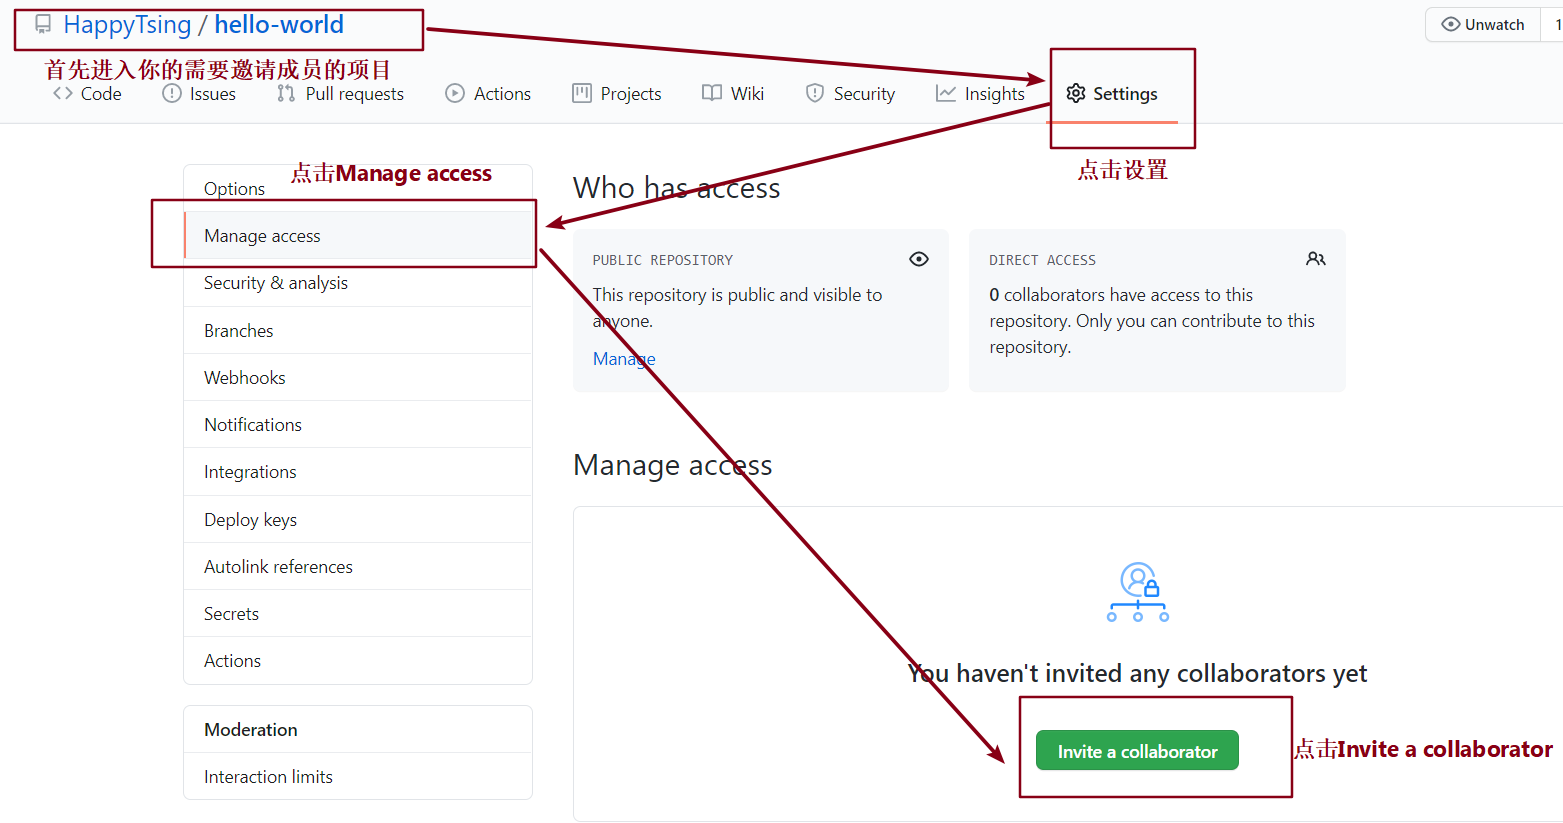 HappyTsing / hello-world
Unwatch 1
首先进入你的需要邀请成员的项目
Code Issues Pull requests Actions Projects Wiki Security Insights Settings
点击设置
点击Manage access
Options
Manage access
Security & analysis
Branches
Webhooks
Notifications
Integrations
Deploy keys
Autolink references
Secrets
Actions
Moderation
Interaction limits
Who has access
PUBLIC REPOSITORY
This repository is public and visible to
anyone.
Manage
DIRECT ACCESS
0 collaborators have access to this
repository. Only you can contribute to this
repository.
Manage access
You haven't invited any collaborators yet
Invite a collaborator
点击Invite a collaborator